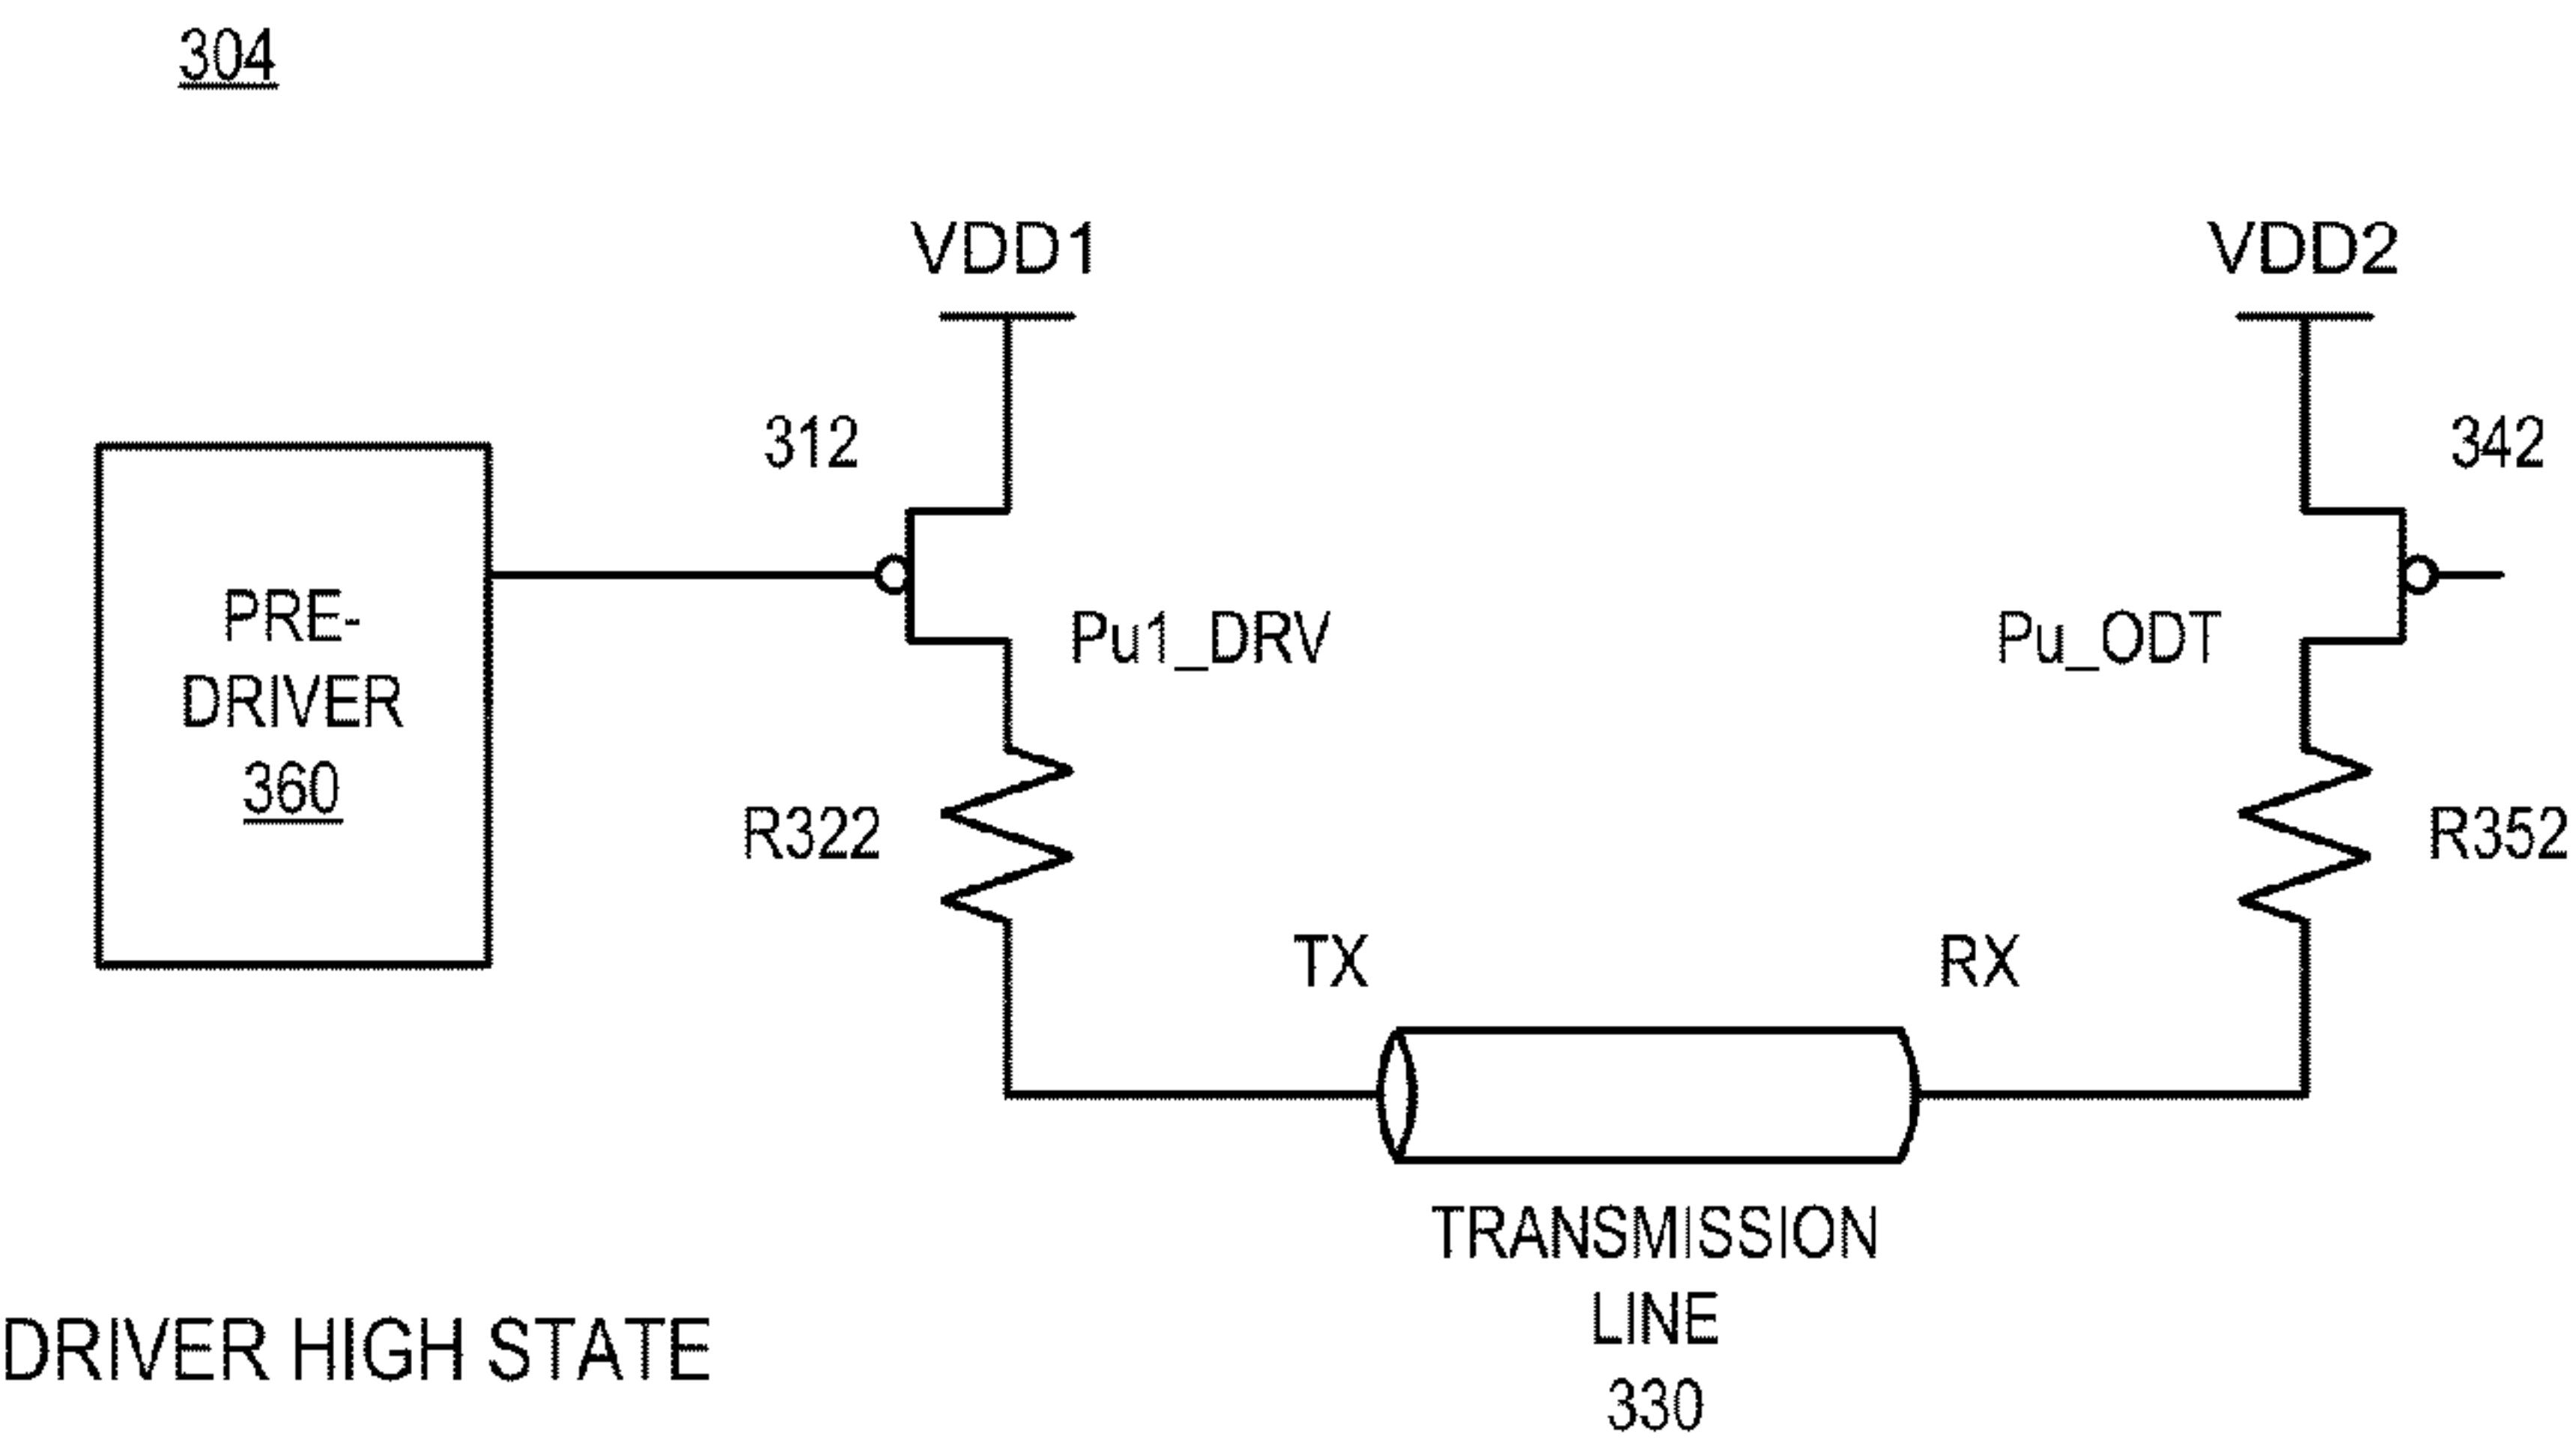 304
VDD1
VDD2
312
342
PRE-
DRIVER
360
Pu1_DRV
Pu_ODT
R322
R352
TX
RX
TRANSMISSION
LINE
330
DRIVER HIGH STATE